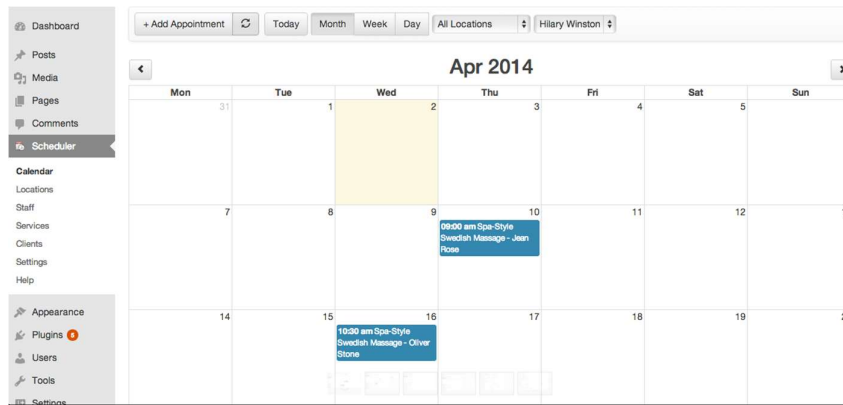 Dashboard
Posts
Media
Pages
Comments
Scheduler
Calendar
Locations
Staff
Services
Clients
Settings
Help
Appearance
Plugins 5
Users
Tools
Settings
+ Add Appointment
Today
Month
Week
Day
All Locations
Hilary Winston
Apr 2014
Mon Tue Wed Thu Fri Sat Sun
31 1 2 3 4 5
7 8 9 10 11 12
09:00 am Spa-Style
Swedish Massage - Jean
Rose
14 15 16 17 18 19
10:30 am Spa-Style
Swedish Massage - Oliver
Stone